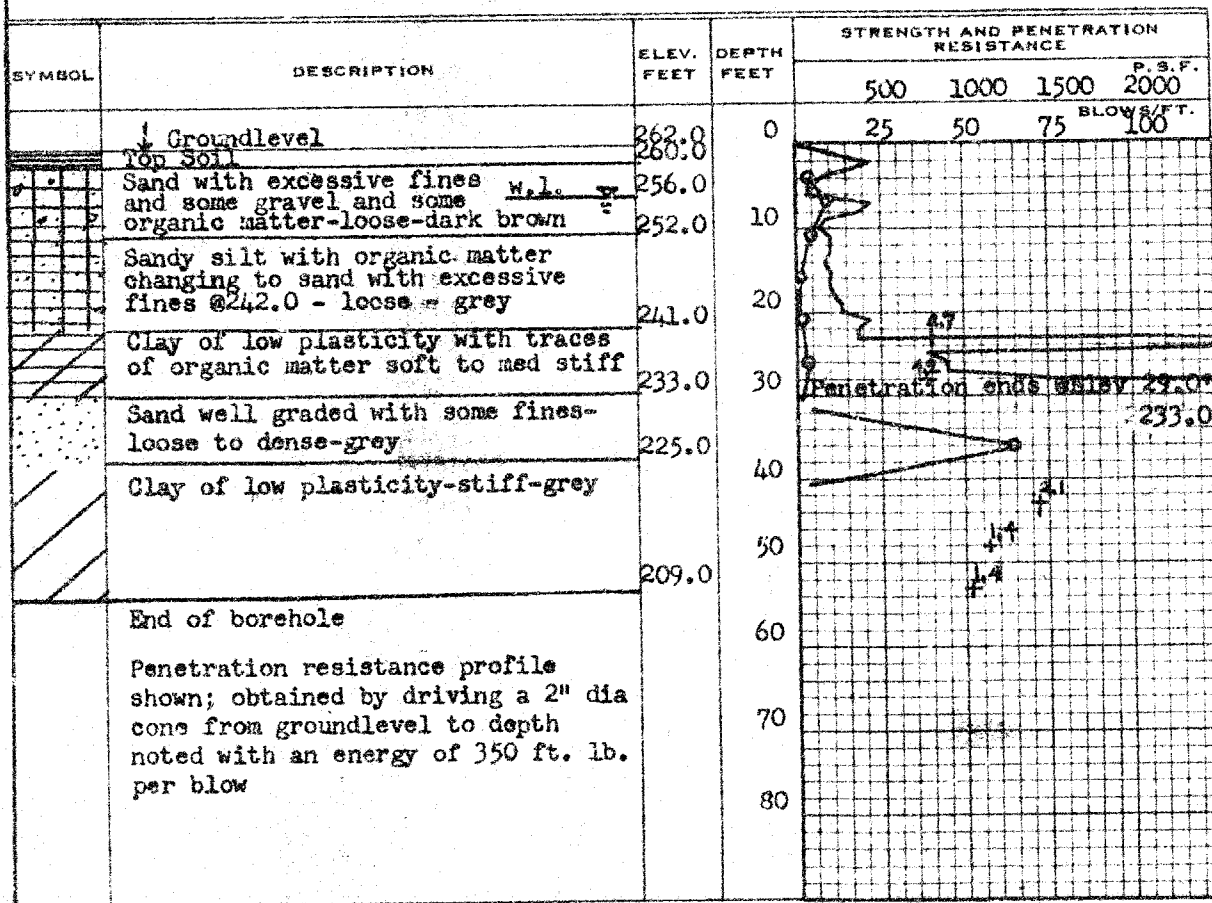 SYMBOL
DESCRIPTION
ELEV. FEET
DEPTH FEET
STRENGTH AND PENETRATION RESISTANCE
P.S.F.
500 1000 1500 2000
BLOWS/FT.
25 50 75 100
Groundlevel 262.0 0
Top Soil 260.0
Sand with excessive fines
and some gravel and some
organic matter-loose-dark brown
w.l. 256.0
252.0
10
Sandy silt with organic matter
changing to sand with excessive
fines @242.0 - loose - grey
241.0
20
Clay of low plasticity with traces
of organic matter soft to med stiff
233.0
30
Penetration ends @Elev 29.0'
233.0
Sand well graded with some fines-
loose to dense-grey
225.0
40
Clay of low plasticity-stiff-grey
1.4
50
1.4
209.0
End of borehole
60
Penetration resistance profile
shown; obtained by driving a 2" dia
cone from groundlevel to depth
noted with an energy of 350 ft. lb.
per blow
70
80